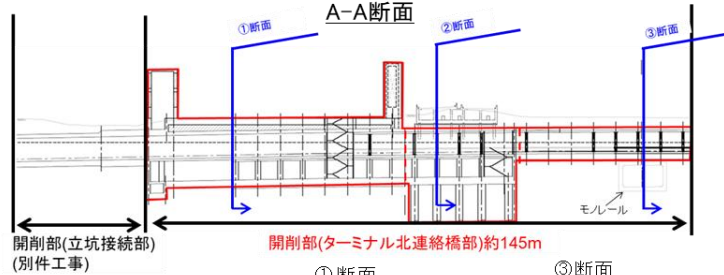 A-A断面
①断面
②断面
③断面
モノレール
開削部(立坑接続部)
(別件工事)
開削部(ターミナル北連絡橋部)約145m
①断面
③断面